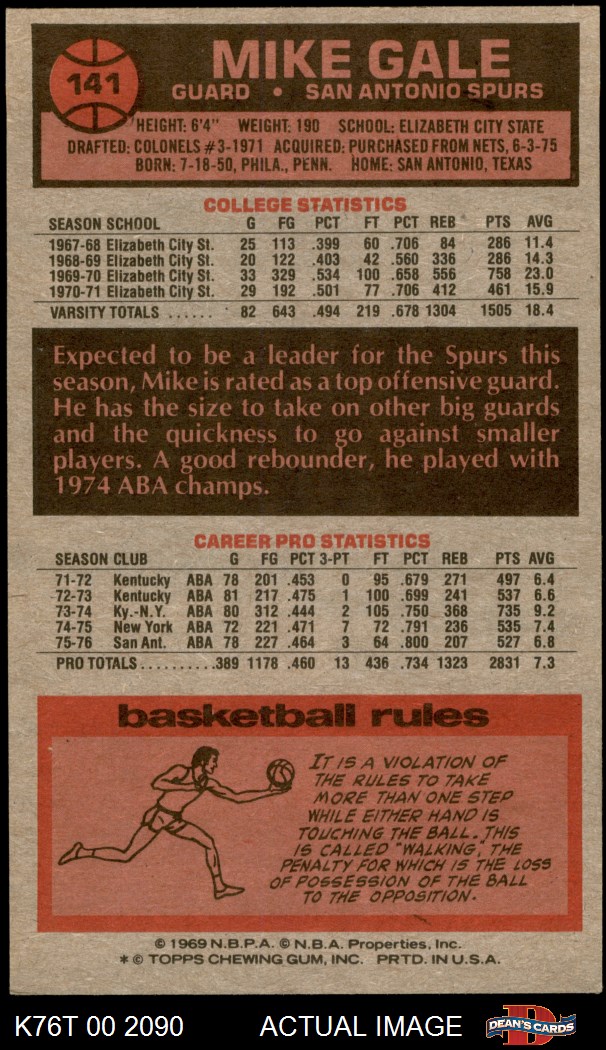 141
MIKE GALE
GUARD • SAN ANTONIO SPURS
HEIGHT: 6'4" WEIGHT: 190 SCHOOL: ELIZABETH CITY STATE
DRAFTED: COLONELS #3-1971 ACQUIRED: PURCHASED FROM NETS, 6-3-75
BORN: 7-18-50, PHILA., PENN. HOME: SAN ANTONIO, TEXAS
COLLEGE STATISTICS
SEASON SCHOOL G FG PCT FT PCT REB PTS AVG
1967-68 Elizabeth City St. 25 113 .399 60 .706 84 286 11.4
1968-69 Elizabeth City St. 20 122 .403 42 .560 336 286 14.3
1969-70 Elizabeth City St. 33 329 .534 100 .658 556 758 23.0
1970-71 Elizabeth City St. 29 192 .501 77 .706 412 461 15.9
VARSITY TOTALS ...... 82 643 .494 219 .678 1304 1505 18.4
Expected to be a leader for the Spurs this
season, Mike is rated as a top offensive guard.
He has the size to take on other big guards
and the quickness to go against smaller
players. A good rebounder, he played with
1974 ABA champs.
CAREER PRO STATISTICS
SEASON CLUB G FG PCT 3-PT FT PCT REB PTS AVG
71-72 Kentucky ABA 78 201 .453 0 95 .679 271 497 6.4
72-73 Kentucky ABA 81 217 .475 1 100 .699 241 537 6.6
73-74 Ky.-N.Y. ABA 80 312 .444 2 105 .750 368 735 9.2
74-75 New York ABA 72 221 .471 7 72 .791 236 535 7.4
75-76 San Ant. ABA 78 227 .464 3 64 .800 207 527 6.8
PRO TOTALS..........389 1178 .460 13 436 .734 1323 2831 7.3
basketball rules
IT IS A VIOLATION OF
THE RULES TO TAKE
MORE THAN ONE STEP
WHILE EITHER HAND IS
TOUCHING THE BALL. THIS
IS CALLED "WALKING", THE
PENALTY FOR WHICH IS THE LOSS
OF POSSESSION OF THE BALL
TO THE OPPOSITION.
© 1969 N.B.P.A. © N.B.A. Properties, Inc.
* © TOPPS CHEWING GUM, INC. PRTD. IN U.S.A.
K76T 00 2090 ACTUAL IMAGE D DEAN'S CARDS